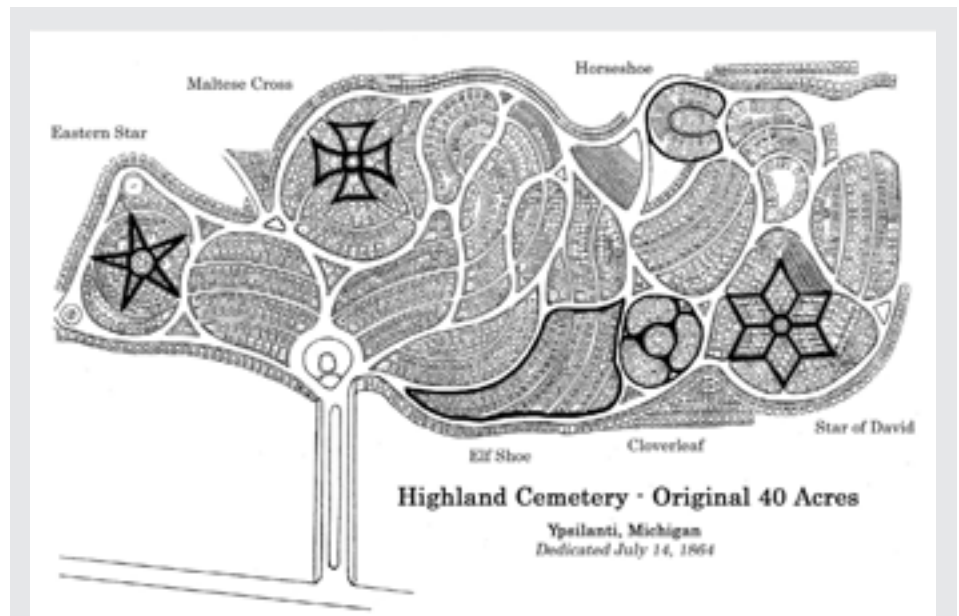 Horseshoe
Maltese Cross
Eastern Star
Star of David
Cloverleaf
Elf Shoe
Highland Cemetery · Original 40 Acres
Ypsilanti, Michigan
Dedicated July 14, 1864